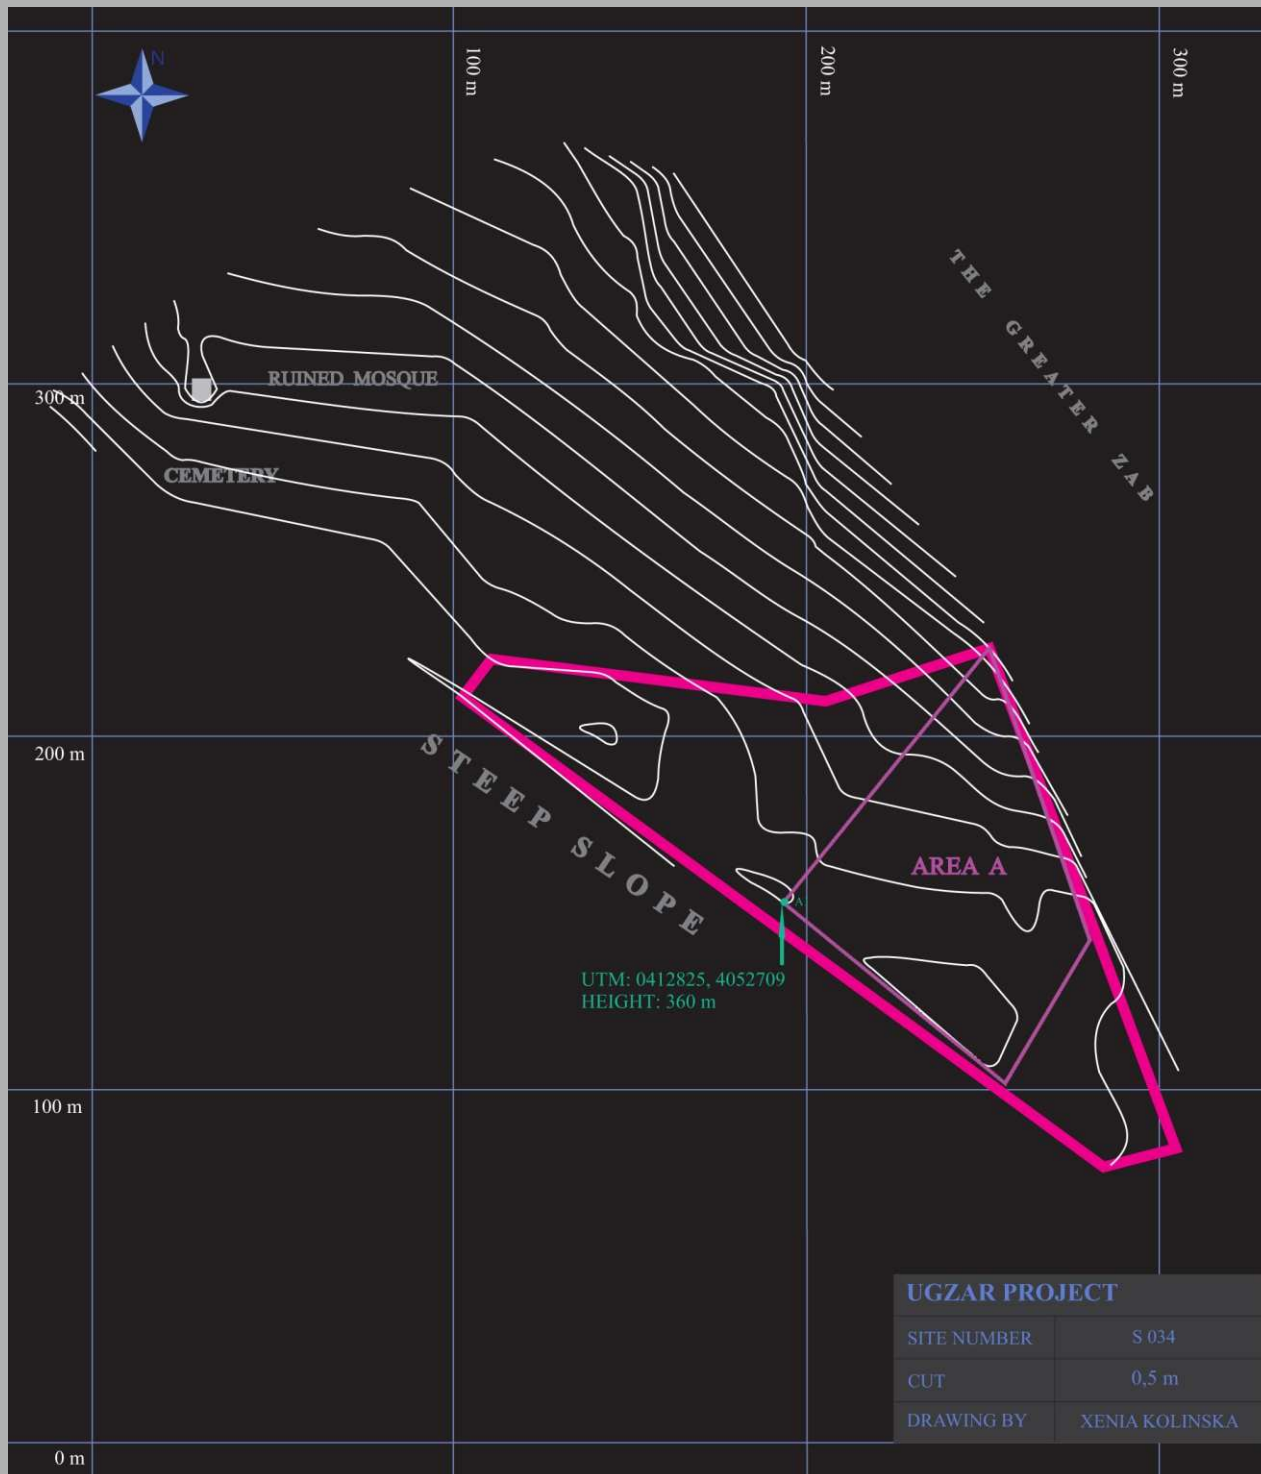 N
100 m
200 m
300 m
THE GREATER ZAB
RUINED MOSQUE
300 m
CEMETERY
200 m
STEEP SLOPE
AREA A
A
UTM: 0412825, 4052709
HEIGHT: 360 m
100 m
UGZAR PROJECT
SITE NUMBER S 034
CUT 0,5 m
DRAWING BY XENIA KOLINSKA
0 m